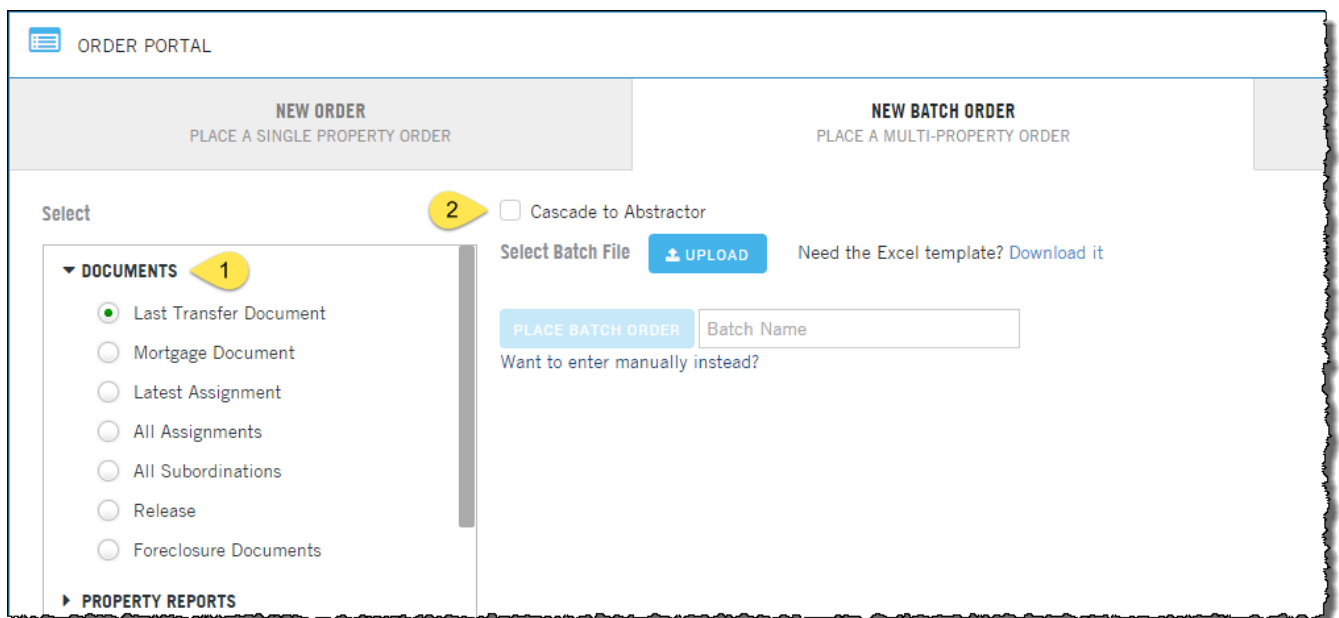 ORDER PORTAL
NEW ORDER
PLACE A SINGLE PROPERTY ORDER
NEW BATCH ORDER
PLACE A MULTI-PROPERTY ORDER
Select
2
Cascade to Abstractor
Select Batch File
UPLOAD
Need the Excel template? Download it
DOCUMENTS
1
Last Transfer Document
Mortgage Document
Latest Assignment
All Assignments
All Subordinations
Release
Foreclosure Documents
PROPERTY REPORTS
PLACE BATCH ORDER
Batch Name
Want to enter manually instead?